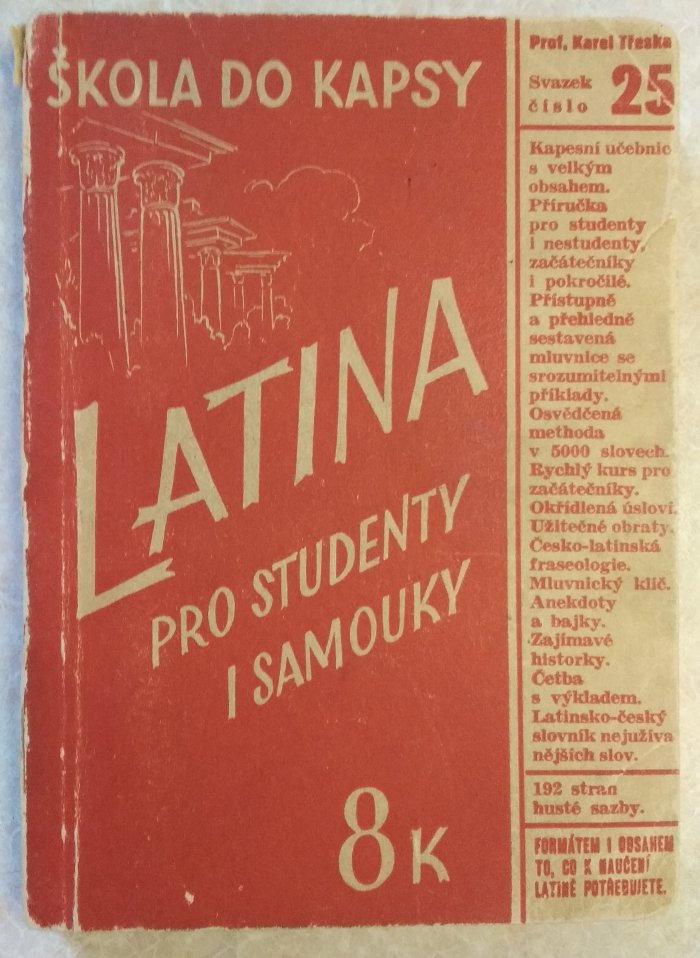 ŠKOLA DO KAPSY
LATINA
PRO STUDENTY
I SAMOUKY
8 K
Prof. Karel Třeska
Svazek
číslo 25
Kapesní učebnic
s velkým
obsahem.
Příručka
pro studenty
i nestudenty,
začátečníky
i pokročilé.
Přístupně
a přehledně
sestavená
mluvnice se
srozumitelnými
příklady.
Osvědčená
methoda
v 5000 slovech.
Rychlý kurs pro
začátečníky.
Okřídlená úsloví.
Užitečné obraty.
Česko-latinská
fraseologie.
Mluvnický klíč.
Anekdoty
a bajky.
Zajímavé
historky.
Četba
s výkladem.
Latinsko-český
slovník nejužíva
nějších slov.
192 stran
husté sazby.
FORMÁTEM I OBSAHEM
TO, CO K NAUČENÍ
LATINĚ POTŘEBUJETE.